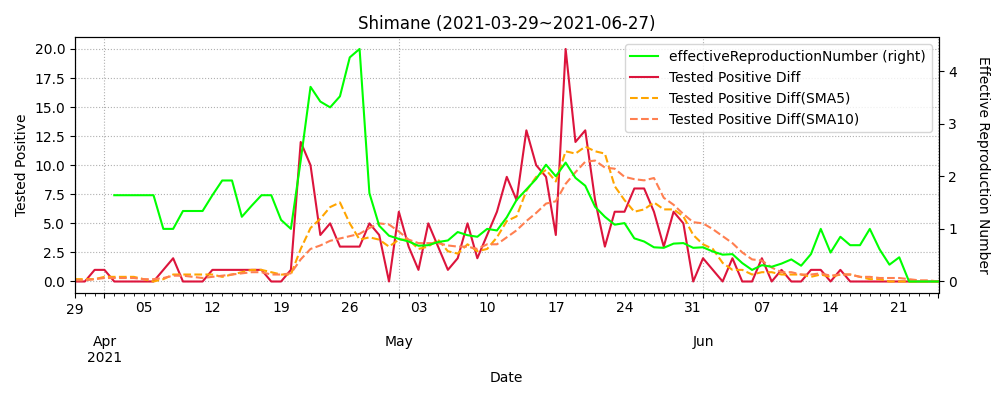 Shimane (2021-03-29~2021-06-27)
effectiveReproductionNumber (right)
Tested Positive Diff
Tested Positive Diff(SMA5)
Tested Positive Diff(SMA10)
Tested Positive
20.0
17.5
15.0
12.5
10.0
7.5
5.0
2.5
0.0
4
3
2
1
0
Effective Reproduction Number
29 05 12 19 26 03 10 17 24 31 07 14 21
Apr May Jun
2021
Date